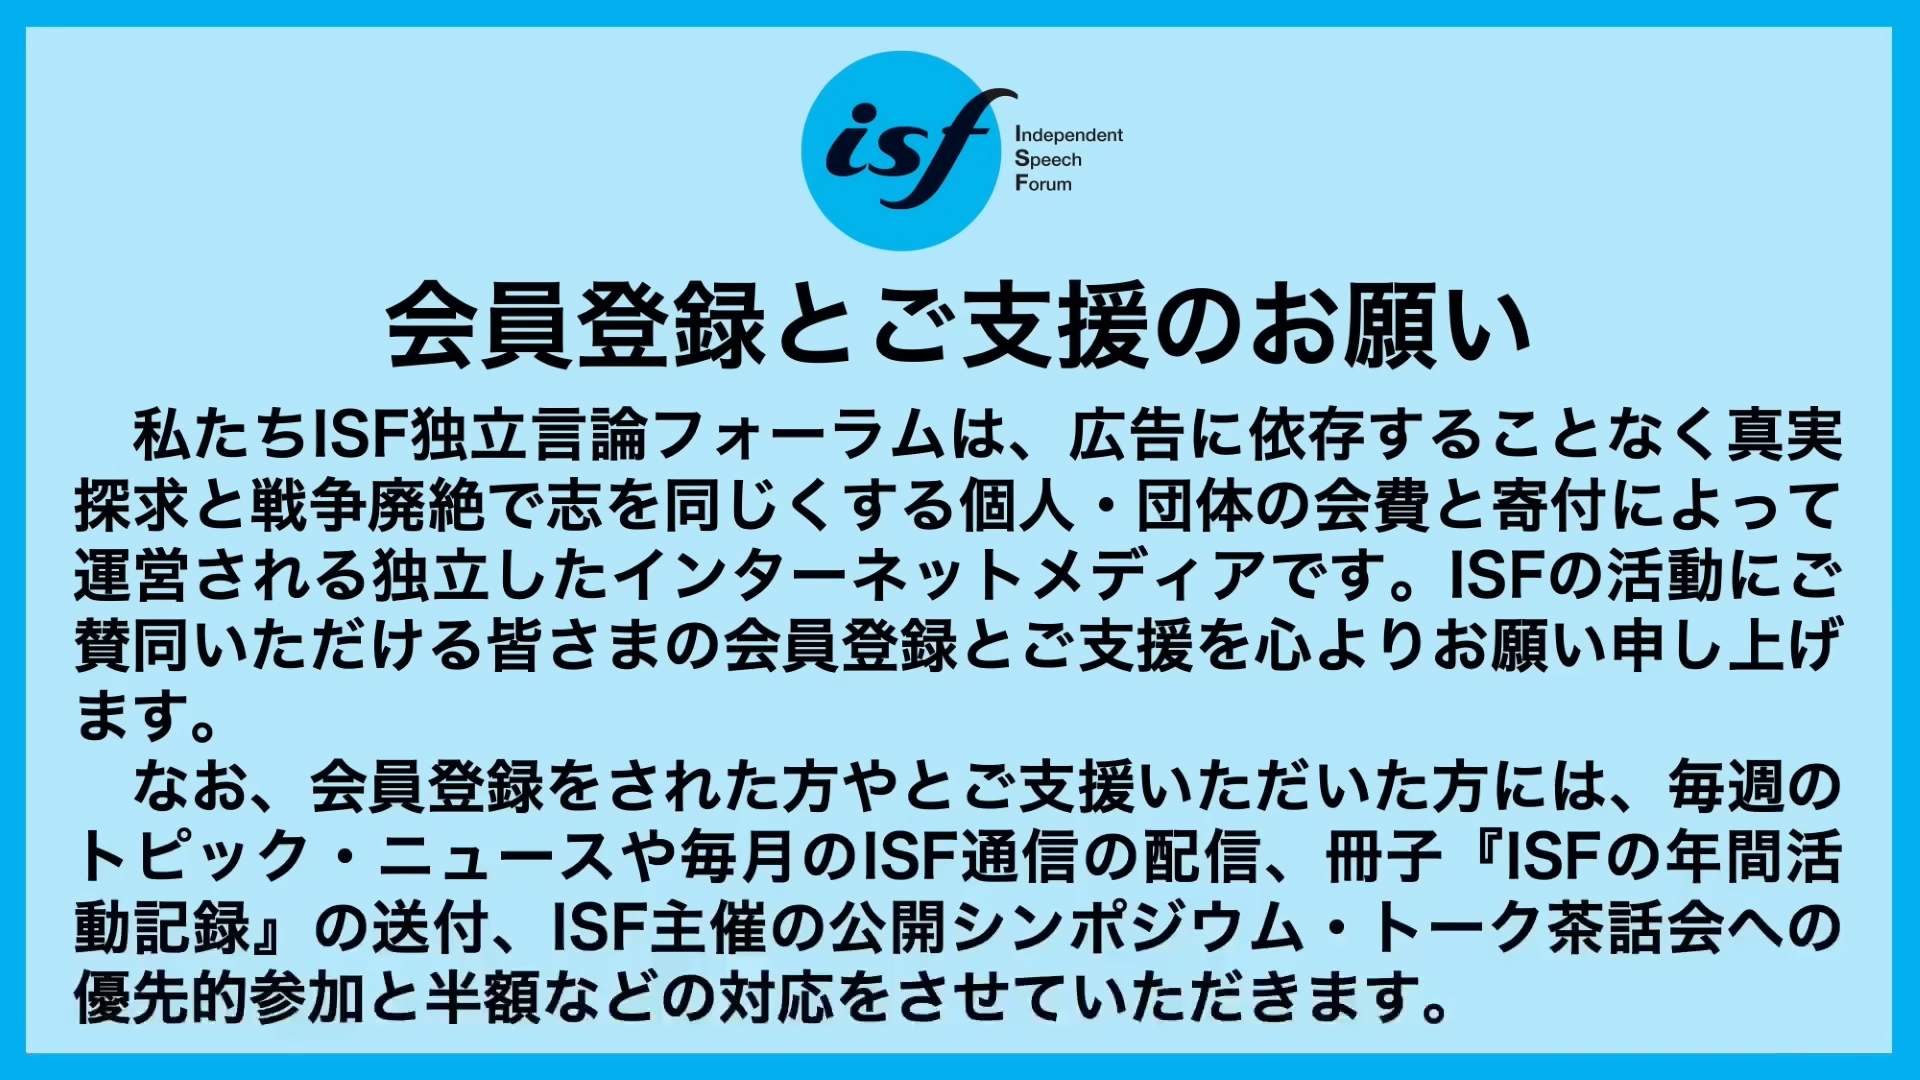 isf
Independent
Speech
Forum
会員登録とご支援のお願い
　私たちISF独立言論フォーラムは、広告に依存することなく真実
探求と戦争廃絶で志を同じくする個人・団体の会費と寄付によって
運営される独立したインターネットメディアです。ISFの活動にご
賛同いただける皆さまの会員登録とご支援を心よりお願い申し上げ
ます。
　なお、会員登録をされた方やとご支援いただいた方には、毎週の
トピック・ニュースや毎月のISF通信の配信、冊子『ISFの年間活
動記録』の送付、ISF主催の公開シンポジウム・トーク茶話会への
優先的参加と半額などの対応をさせていただきます。